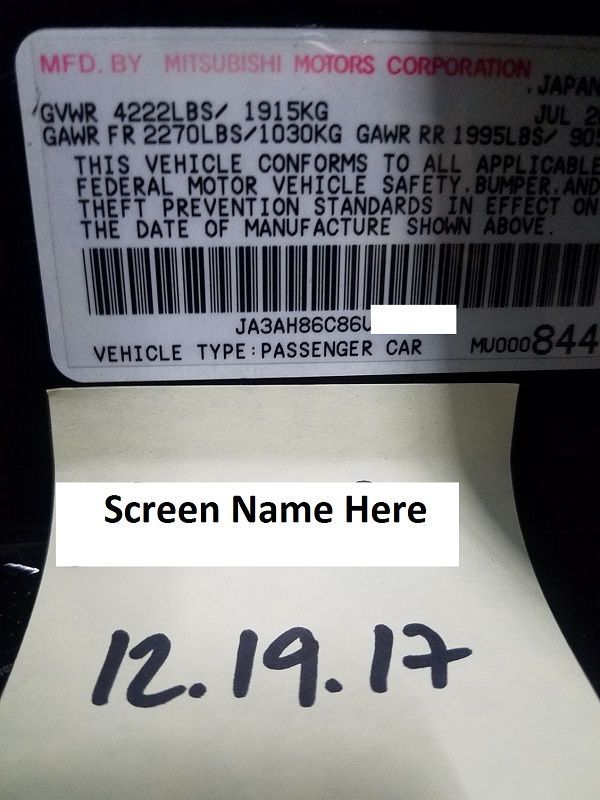 MFD. BY MITSUBISHI MOTORS CORPORATION
, JAPAN
GVWR 4222LBS/ 1915KG JUL
GAWR FR 2270LBS/1030KG GAWR RR 1995LBS/
THIS VEHICLE CONFORMS TO ALL APPLICABLE
FEDERAL MOTOR VEHICLE SAFETY,BUMPER,AND
THEFT PREVENTION STANDARDS IN EFFECT ON
THE DATE OF MANUFACTURE SHOWN ABOVE.
JA3AH86C86U
VEHICLE TYPE:PASSENGER CAR MU000844
Screen Name Here
12.19.17